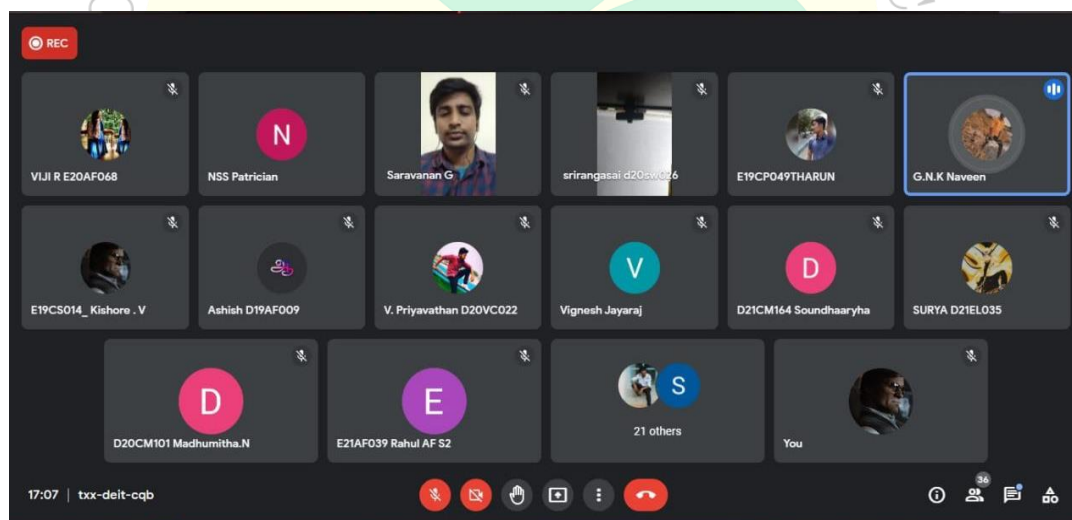 REC
VIJI R E20AF068
N
NSS Patrician
Saravanan G
srirangasai d20sw026
E19CP049THARUN
G.N.K Naveen
E19CS014_ Kishore . V
Ashish D19AF009
V. Priyavathan D20VC022
V
Vignesh Jayaraj
D
D21CM164 Soundhaaryha
SURYA D21EL035
D
D20CM101 Madhumitha.N
E
E21AF039 Rahul AF S2
S
21 others
You
17:07 | txx-deit-cqb
36